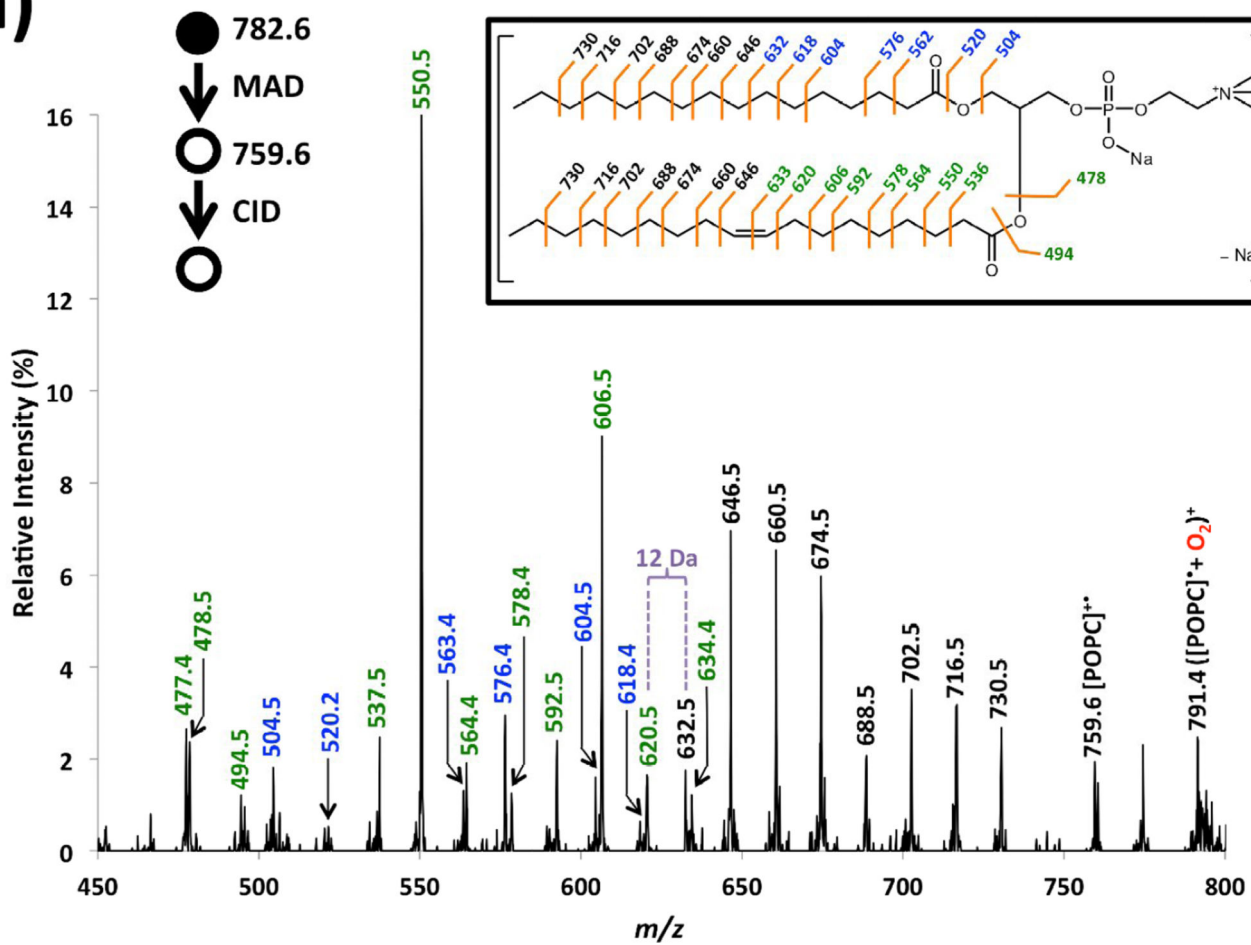 782.6
MAD
759.6
CID
730 716 702 688 674 660 646 632 618 604 576 562 520 504
O
O
O
O
P
O
⁺N
O
Na
730 716 702 688 674 660 646 633 620 606 592 578 564 550 536
478
O
O
494
– Na
Relative Intensity (%)
16
14
12
10
8
6
4
2
0
477.4
478.5
494.5
504.5
520.2
537.5
550.5
563.4
564.4
576.4
578.4
592.5
604.5
606.5
618.4
620.5
12 Da
632.5
634.4
646.5
660.5
674.5
688.5
702.5
716.5
730.5
759.6 [POPC]⁺•
791.4 ([POPC]•+ O₂)⁺
450 500 550 600 650 700 750 800
m/z